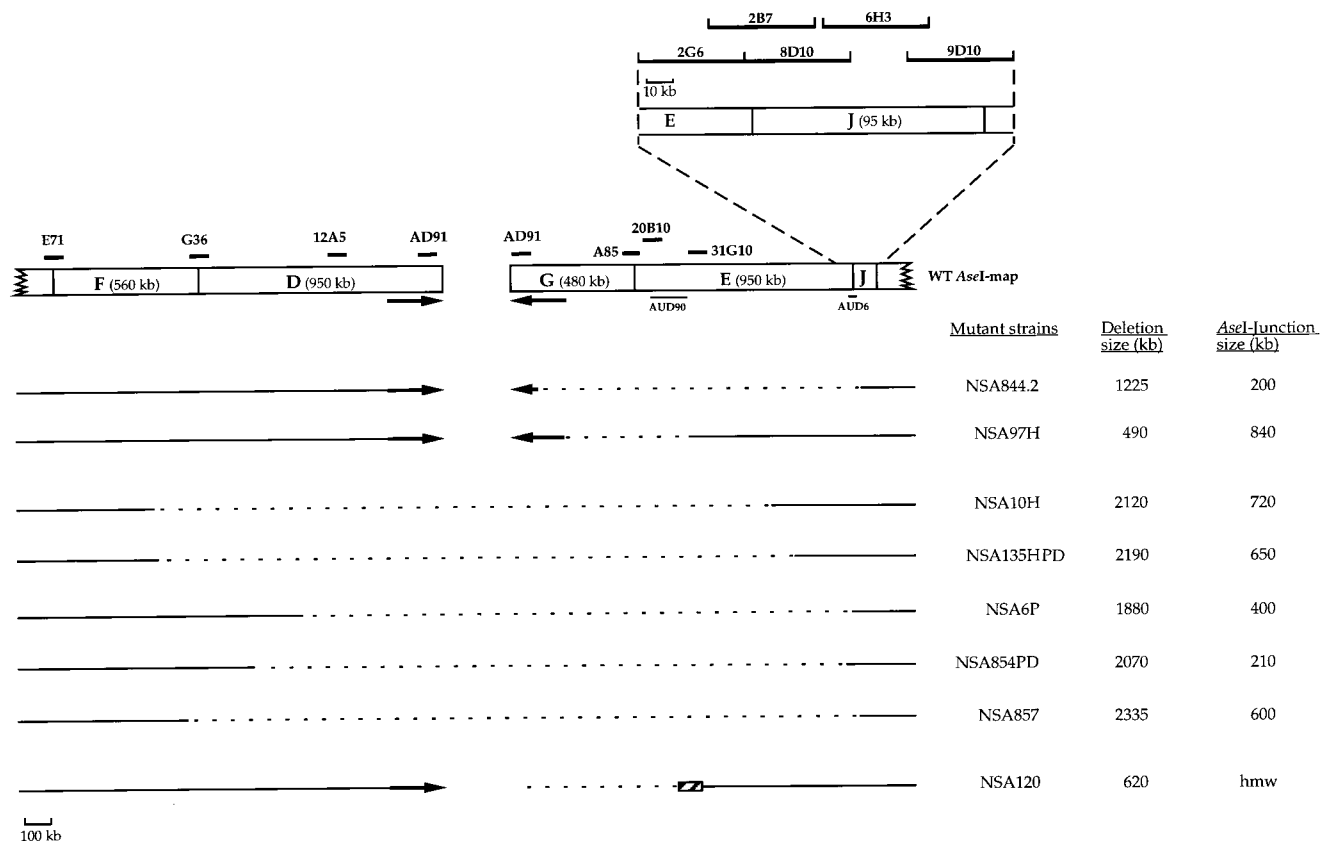 2B7 6H3
2G6 8D10 9D10
10 kb
E J (95 kb)
E71 G36 12A5 AD91 AD91 A85 20B10 31G10
F (560 kb) D (950 kb) G (480 kb) E (950 kb) J WT AseI-map
AUD90 AUD6
Mutant strains Deletion size (kb) AseI-Junction size (kb)
NSA844.2 1225 200
NSA97H 490 840
NSA10H 2120 720
NSA135HPD 2190 650
NSA6P 1880 400
NSA854PD 2070 210
NSA857 2335 600
NSA120 620 hmw
100 kb